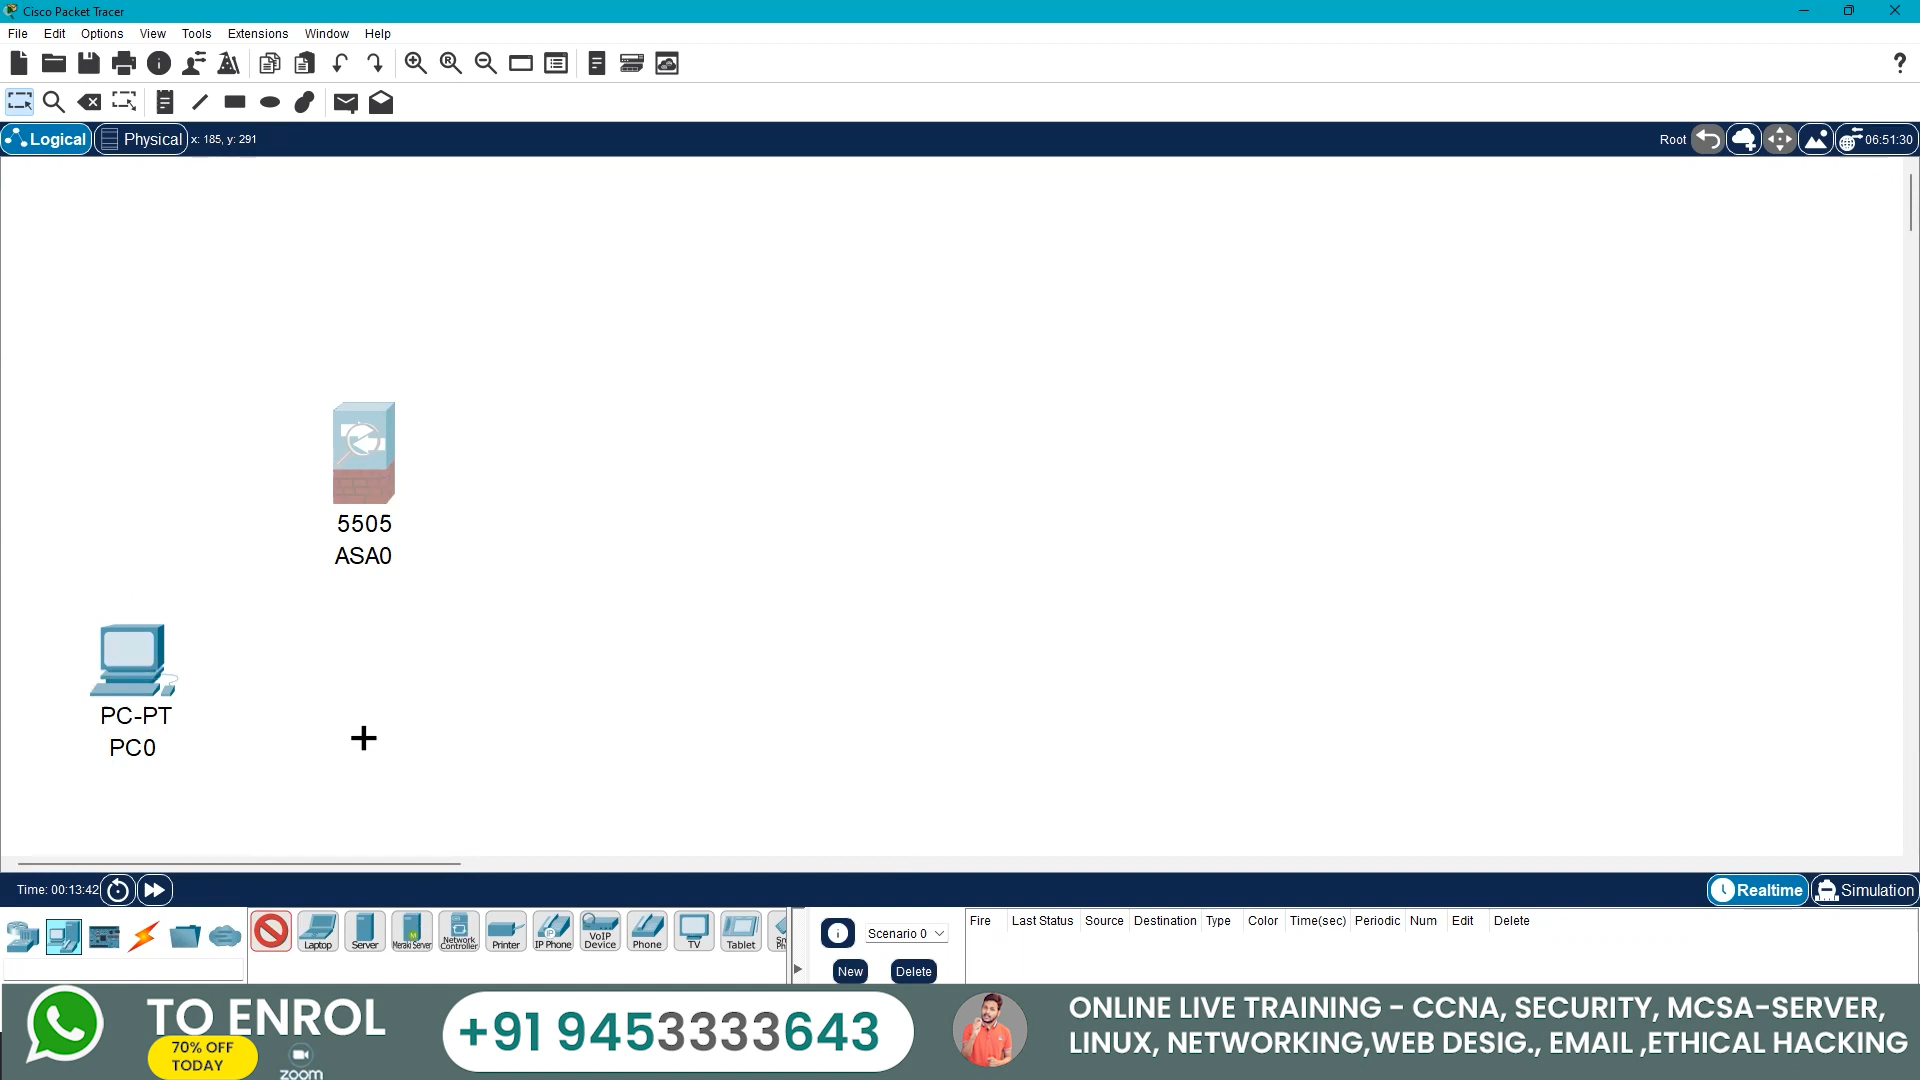 Cisco Packet Tracer
File Edit Options View Tools Extensions Window Help
Logical Physical x: 185, y: 291 Root 06:51:30
5505
ASA0
PC-PT
PC0
Time: 00:13:42 Realtime Simulation
Laptop Server Meraki Server Network Controller Printer IP Phone VoIP Device Phone TV Tablet
Scenario 0
New Delete
Fire Last Status Source Destination Type Color Time(sec) Periodic Num Edit Delete
TO ENROL
70% OFF
TODAY
zoom
+91 9453333643
ONLINE LIVE TRAINING - CCNA, SECURITY, MCSA-SERVER,
LINUX, NETWORKING,WEB DESIG., EMAIL ,ETHICAL HACKING